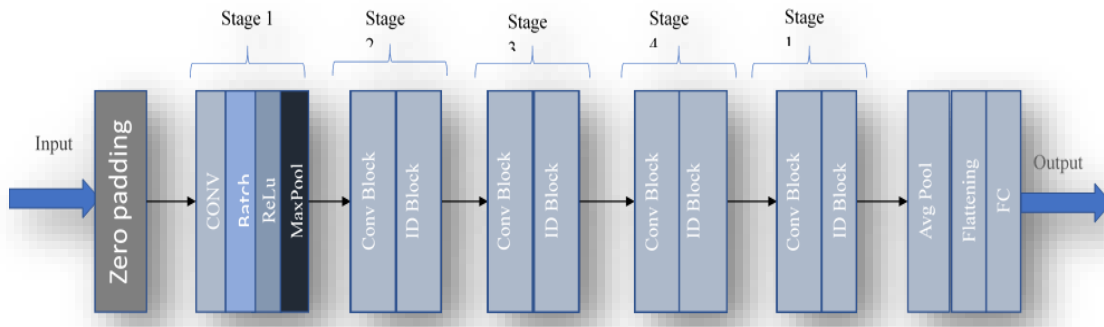 Stage 1
Stage
2
Stage
3
Stage
4
Stage
1
Input
Zero padding
CONV
Batch
ReLu
MaxPool
Conv Block
ID Block
Conv Block
ID Block
Conv Block
ID Block
Conv Block
ID Block
Avg Pool
Flattening
FC
Output